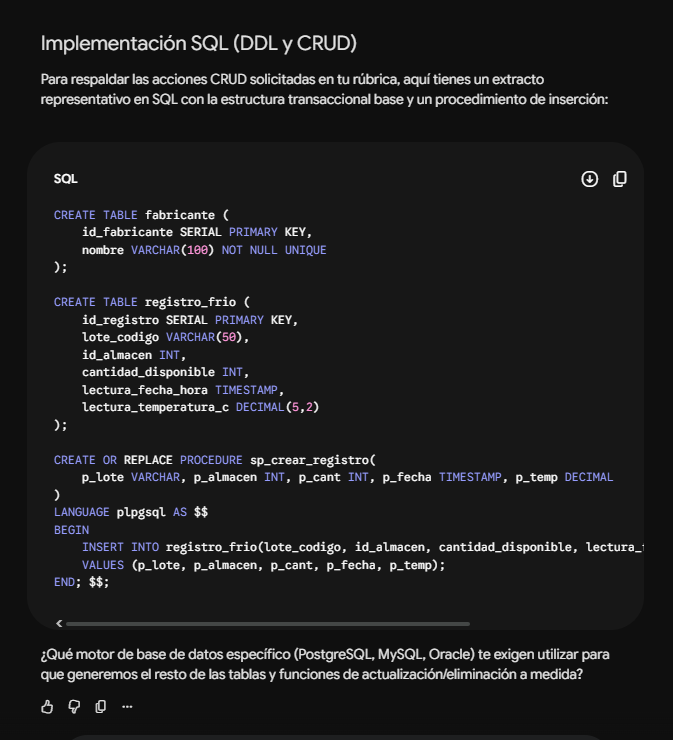 Implementación SQL (DDL y CRUD)
Para respaldar las acciones CRUD solicitadas en tu rúbrica, aquí tienes un extracto
representativo en SQL con la estructura transaccional base y un procedimiento de inserción:
SQL
CREATE TABLE fabricante (
    id_fabricante SERIAL PRIMARY KEY,
    nombre VARCHAR(100) NOT NULL UNIQUE
);
CREATE TABLE registro_frio (
    id_registro SERIAL PRIMARY KEY,
    lote_codigo VARCHAR(50),
    id_almacen INT,
    cantidad_disponible INT,
    lectura_fecha_hora TIMESTAMP,
    lectura_temperatura_c DECIMAL(5,2)
);
CREATE OR REPLACE PROCEDURE sp_crear_registro(
    p_lote VARCHAR, p_almacen INT, p_cant INT, p_fecha TIMESTAMP, p_temp DECIMAL
)
LANGUAGE plpgsql AS $$
BEGIN
    INSERT INTO registro_frio(lote_codigo, id_almacen, cantidad_disponible, lectura_
    VALUES (p_lote, p_almacen, p_cant, p_fecha, p_temp);
END; $$;
¿Qué motor de base de datos específico (PostgreSQL, MySQL, Oracle) te exigen utilizar para
que generemos el resto de las tablas y funciones de actualización/eliminación a medida?